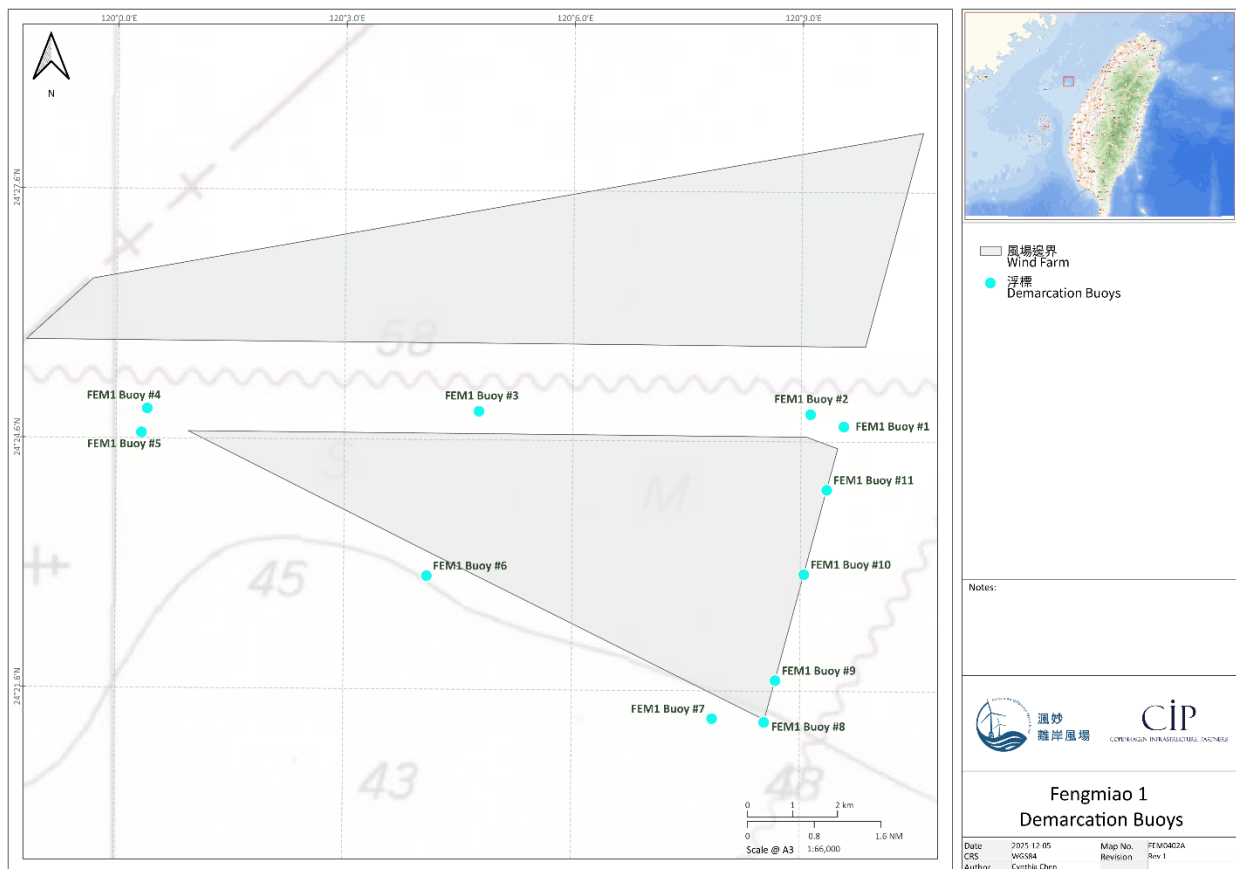 120°0.0'E 120°3.0'E 120°6.0'E 120°9.0'E
N
24°27.6'N
58
FEM1 Buoy #4
FEM1 Buoy #3
FEM1 Buoy #2
FEM1 Buoy #1
24°24.6'N
FEM1 Buoy #5
S
M
FEM1 Buoy #11
FEM1 Buoy #6
FEM1 Buoy #10
45
FEM1 Buoy #9
24°21.6'N
FEM1 Buoy #7
FEM1 Buoy #8
43
48
0 1 2 km
0 0.8 1.6 NM
Scale @ A3 1:66,000
風場邊界
Wind Farm
浮標
Demarcation Buoys
Notes:
渢妙
離岸風場
CIP
COPENHAGEN INFRASTRUCTURE PARTNERS
Fengmiao 1
Demarcation Buoys
Date 2025-12-05 Map No. FEM0402A
CRS WGS84 Revision Rev 1
Author Cynthia Chen